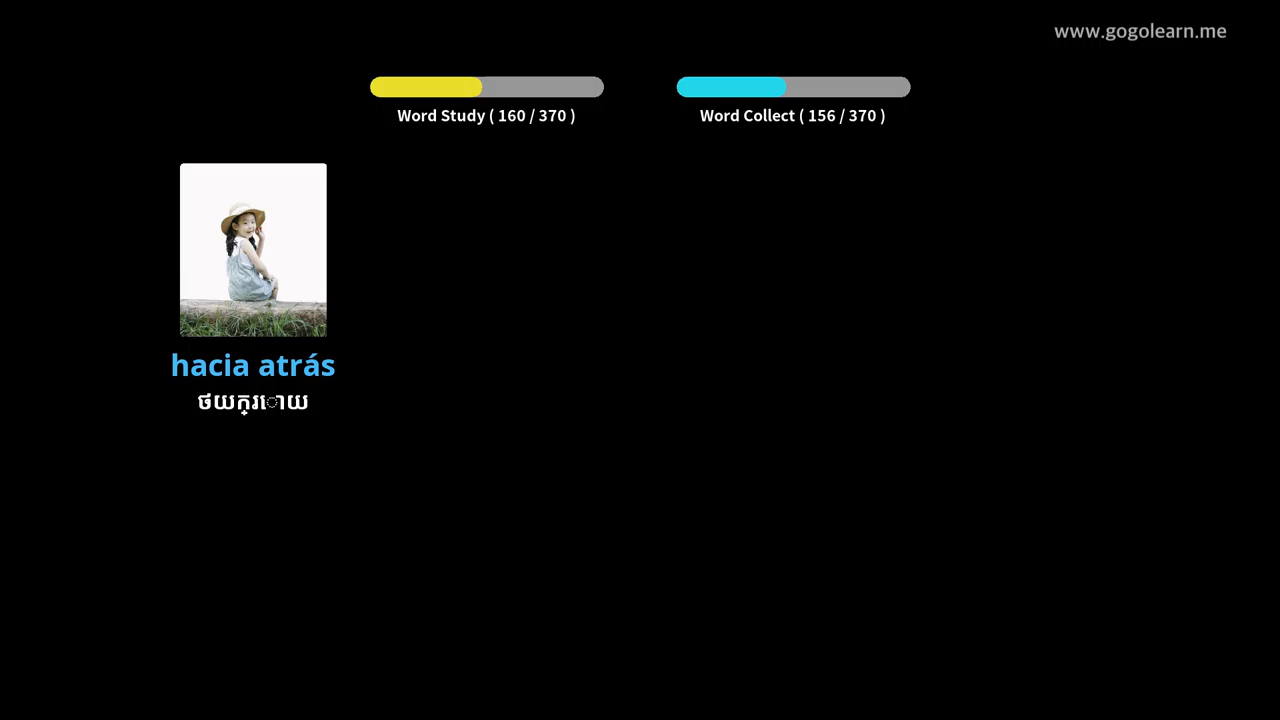 www.gogolearn.me
Word Study ( 160 / 370 )
Word Collect ( 156 / 370 )
hacia atrás
ថយក្រោយ